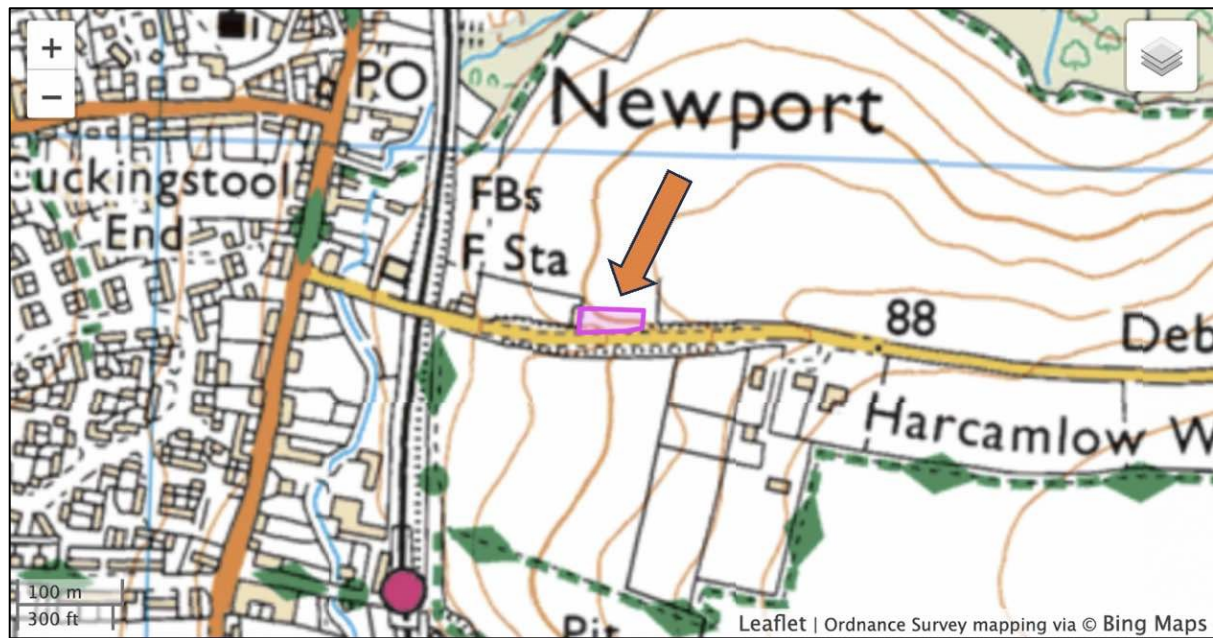 +
−
PO
Newport
Cuckingstool
End
FBs
F Sta
88
Deb
Harcamlow W
Pit
100 m
300 ft
Leaflet | Ordnance Survey mapping via © Bing Maps